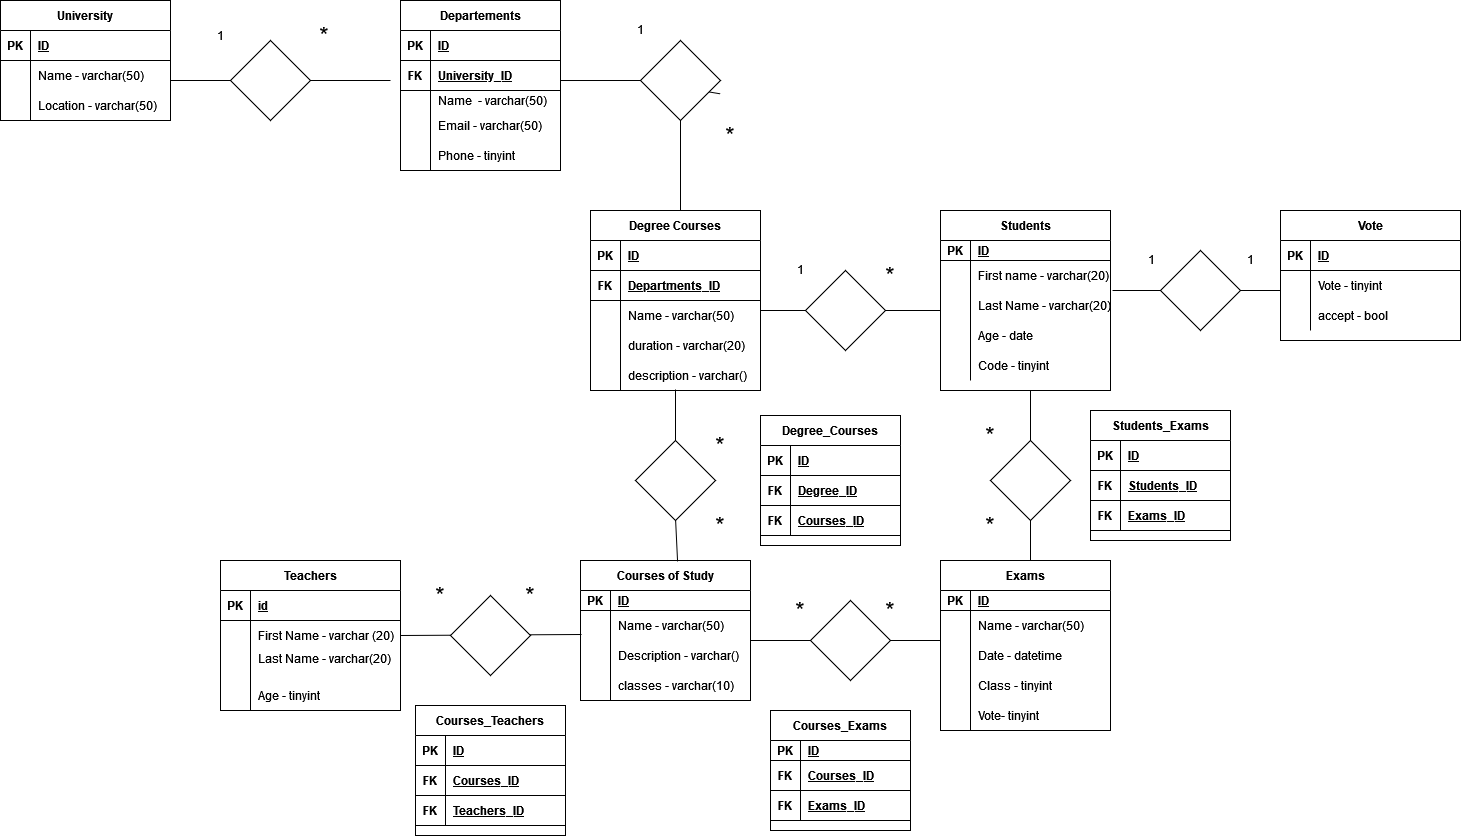 University
PK ID
Name - varchar(50)
Location - varchar(50)
1 *
Departements
PK ID
FK University_ID
Name - varchar(50)
Email - varchar(50)
Phone - tinyint
1
*
Degree Courses
PK ID
FK Departments_ID
Name - varchar(50)
duration - varchar(20)
description - varchar()
1 *
Students
PK ID
First name - varchar(20)
Last Name - varchar(20)
Age - date
Code - tinyint
1 1
Vote
PK ID
Vote - tinyint
accept - bool
*
*
Degree_Courses
PK ID
FK Degree_ID
FK Courses_ID
*
*
Students_Exams
PK ID
FK Students_ID
FK Exams_ID
Teachers
PK id
First Name - varchar (20)
Last Name - varchar(20)
Age - tinyint
* *
Courses of Study
PK ID
Name - varchar(50)
Description - varchar()
classes - varchar(10)
* *
Exams
PK ID
Name - varchar(50)
Date - datetime
Class - tinyint
Vote- tinyint
Courses_Teachers
PK ID
FK Courses_ID
FK Teachers_ID
Courses_Exams
PK ID
FK Courses_ID
FK Exams_ID